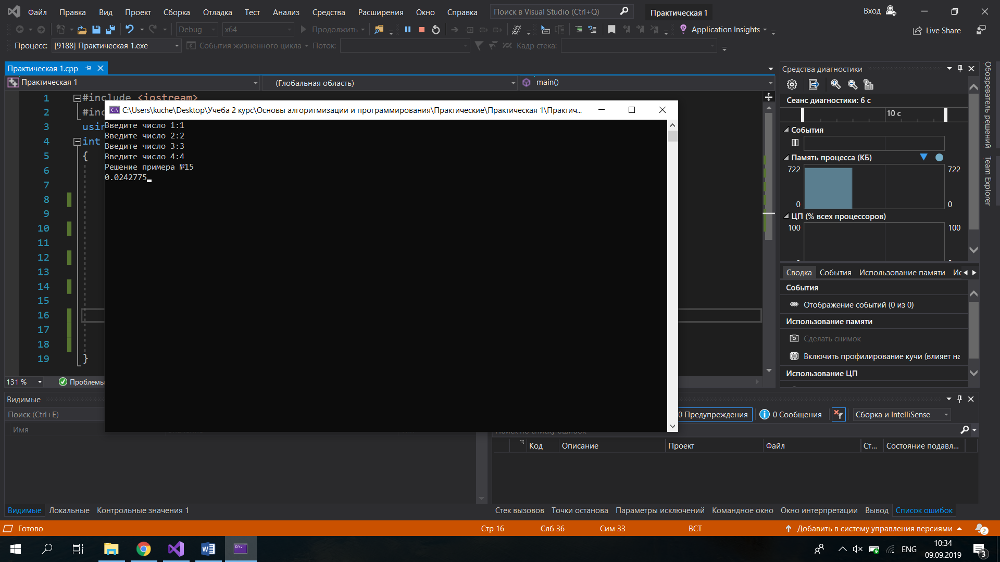 Файл Правка Вид Проект Сборка Отладка Тест Анализ Средства Расширения Окно Справка Поиск в Visual Studio (Ctrl+Q) Практическая 1 Вход
Debug x64 Продолжить Application Insights Live Share
Процесс: [9188] Практическая 1.exe События жизненного цикла Поток: Кадр стека:
Практическая 1.cpp
Практическая 1 (Глобальная область) main()
1 #include <iostream>
2 #inc
3 usin
4 int
5 {
6
7
8
9
10
11
12
13
14
15
16
17
18
19 }
131 % Проблемы
C:\Users\kuche\Desktop\Учеба 2 курс\Основы алгоритмизации и программирования\Практические\Практическая 1\Практич...
Введите число 1:1
Введите число 2:2
Введите число 3:3
Введите число 4:4
Решение примера №15
0.0242775
Средства диагностики
Сеанс диагностики: 6 с
10 с
События
Память процесса (КБ)
722 722
0 0
ЦП (% всех процессоров)
100 100
Сводка События Использование памяти Ис
События
Отображение событий (0 из 0)
Использование памяти
Сделать снимок
Включить профилирование кучи (влияет на
Использование ЦП
Обозреватель решений
Team Explorer
Видимые
Поиск (Ctrl+E)
Имя
Видимые Локальные Контрольные значения 1
0 Предупреждения 0 Сообщения Сборка и IntelliSense
Поиск по списку ошибок
Код Описание Проект Файл Ст... Состояние подавл...
Стек вызовов Точки останова Параметры исключений Командное окно Окно интерпретации Вывод Список ошибок
Готово Стр 16 Слб 36 Сим 33 ВСТ Добавить в систему управления версиями 2
ENG 10:34
09.09.2019 3